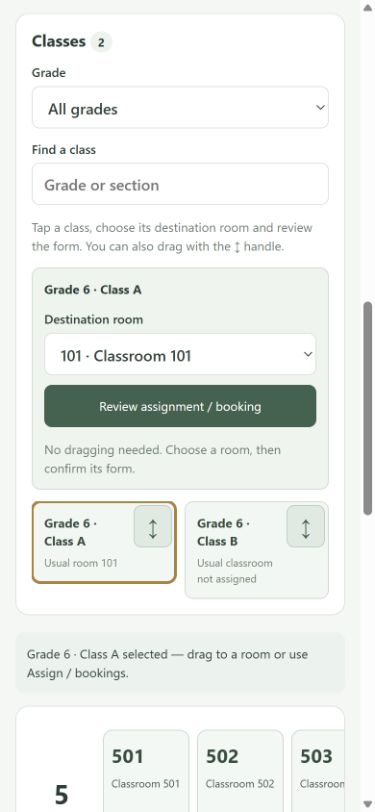 Classes 2
Grade
All grades
Find a class
Grade or section
Tap a class, choose its destination room and review
the form. You can also drag with the ↕ handle.
Grade 6 · Class A
Destination room
101 · Classroom 101
Review assignment / booking
No dragging needed. Choose a room, then
confirm its form.
Grade 6 ·
Class A
↕
Usual room 101
Grade 6 ·
Class B
↕
Usual classroom
not assigned
Grade 6 · Class A selected — drag to a room or use
Assign / bookings.
5
501
Classroom 501
502
Classroom 502
503
Classroom